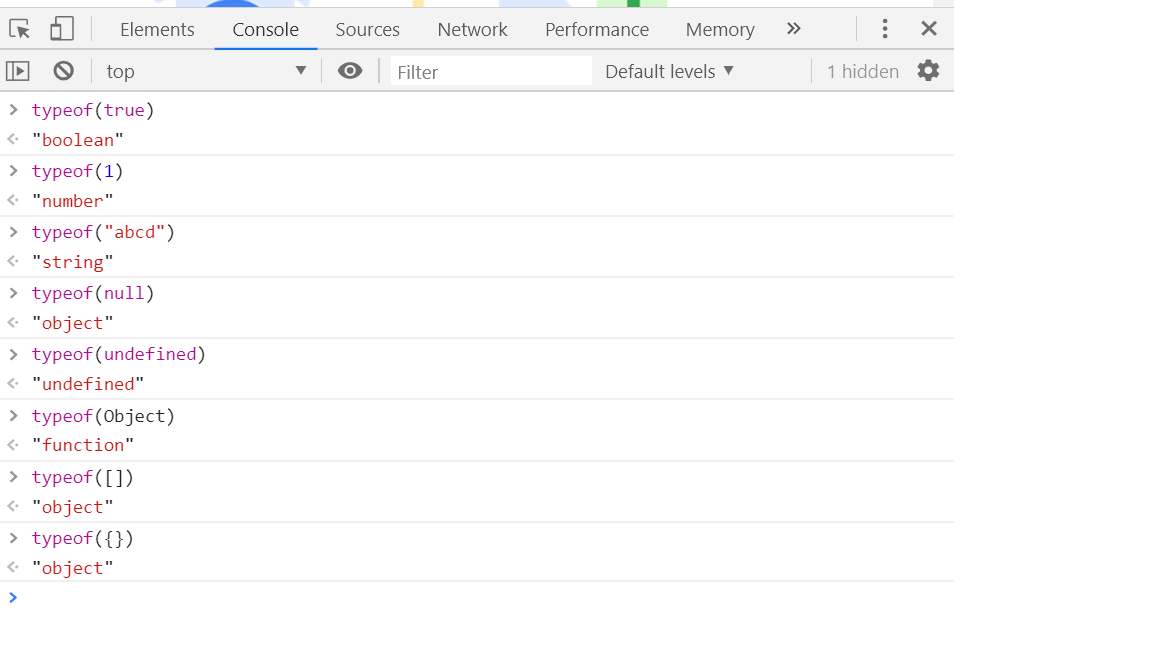 Elements Console Sources Network Performance Memory
top Filter Default levels 1 hidden
typeof(true)
"boolean"
typeof(1)
"number"
typeof("abcd")
"string"
typeof(null)
"object"
typeof(undefined)
"undefined"
typeof(Object)
"function"
typeof([])
"object"
typeof({})
"object"